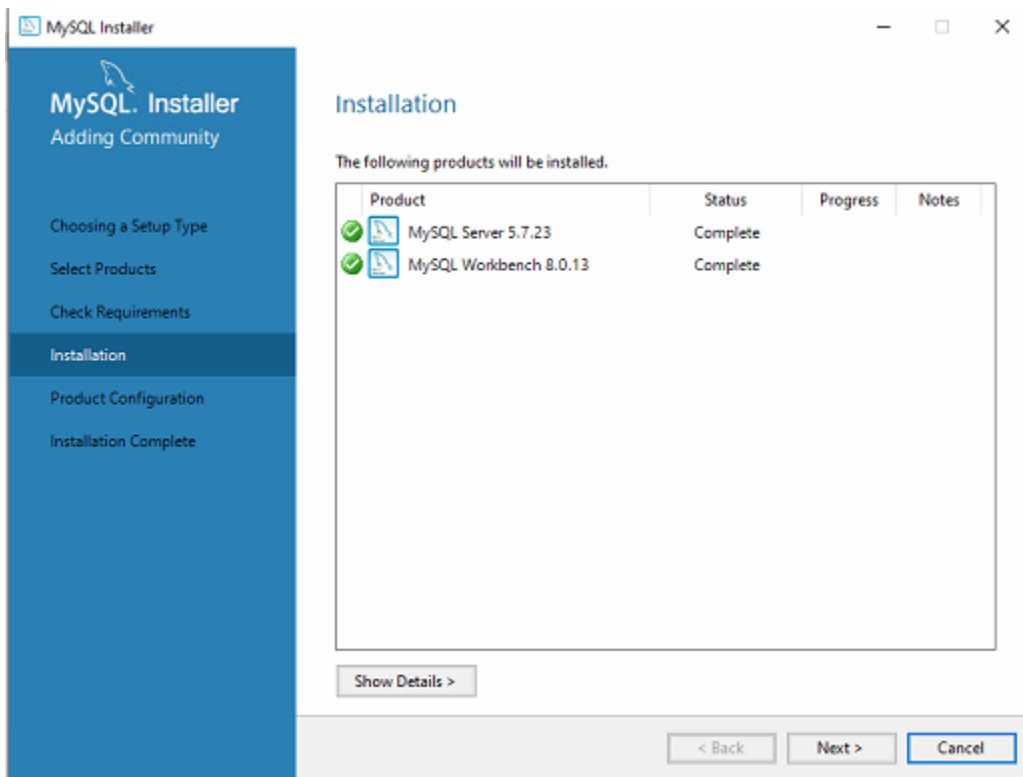 MySQL Installer
MySQL. Installer
Adding Community
Choosing a Setup Type
Select Products
Check Requirements
Installation
Product Configuration
Installation Complete
Installation
The following products will be installed.
Product Status Progress Notes
MySQL Server 5.7.23 Complete
MySQL Workbench 8.0.13 Complete
Show Details >
< Back Next > Cancel